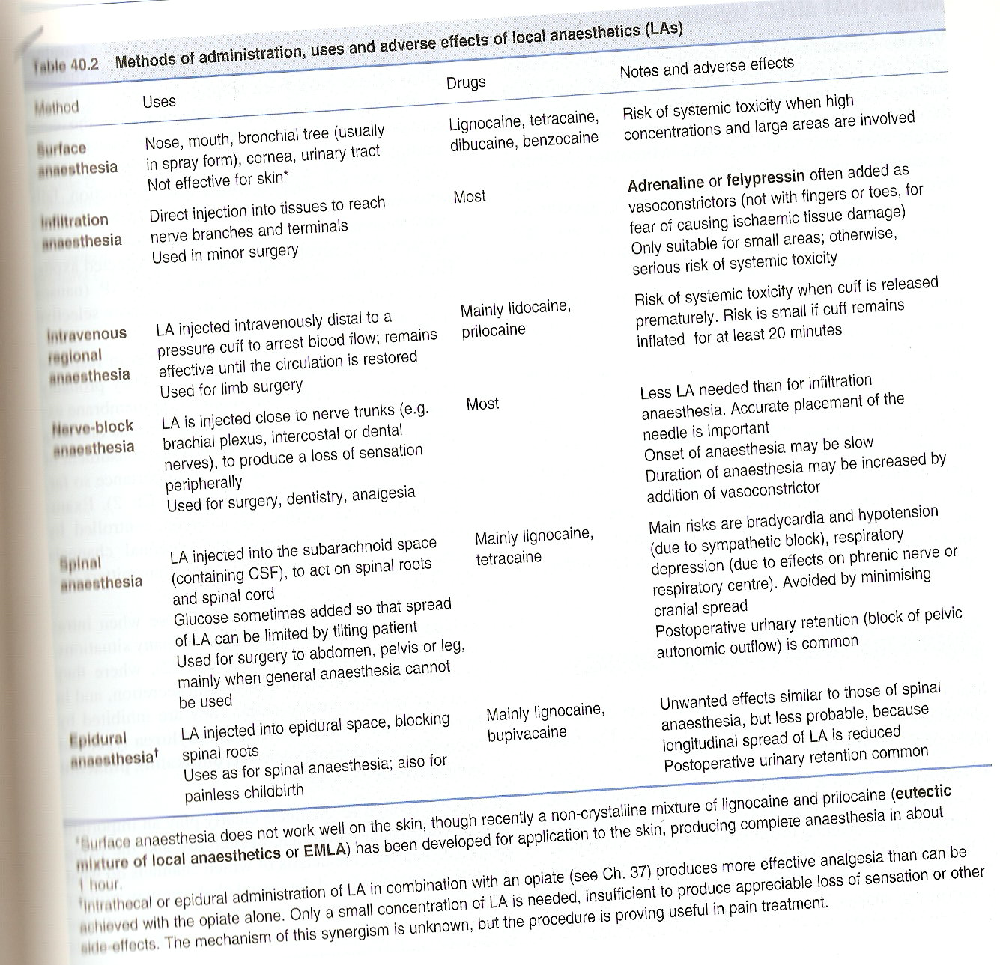 Table 40.2 Methods of administration, uses and adverse effects of local anaesthetics (LAs)
Method
Uses
Drugs
Notes and adverse effects
Surface
anaesthesia
Nose, mouth, bronchial tree (usually
in spray form), cornea, urinary tract
Not effective for skin*
Lignocaine, tetracaine,
dibucaine, benzocaine
Risk of systemic toxicity when high
concentrations and large areas are involved
Infiltration
anaesthesia
Direct injection into tissues to reach
nerve branches and terminals
Used in minor surgery
Most
Adrenaline or felypressin often added as
vasoconstrictors (not with fingers or toes, for
fear of causing ischaemic tissue damage)
Only suitable for small areas; otherwise,
serious risk of systemic toxicity
Intravenous
regional
anaesthesia
LA injected intravenously distal to a
pressure cuff to arrest blood flow; remains
effective until the circulation is restored
Used for limb surgery
Mainly lidocaine,
prilocaine
Risk of systemic toxicity when cuff is released
prematurely. Risk is small if cuff remains
inflated for at least 20 minutes
Nerve-block
anaesthesia
LA is injected close to nerve trunks (e.g.
brachial plexus, intercostal or dental
nerves), to produce a loss of sensation
peripherally
Used for surgery, dentistry, analgesia
Most
Less LA needed than for infiltration
anaesthesia. Accurate placement of the
needle is important
Onset of anaesthesia may be slow
Duration of anaesthesia may be increased by
addition of vasoconstrictor
Spinal
anaesthesia
LA injected into the subarachnoid space
(containing CSF), to act on spinal roots
and spinal cord
Glucose sometimes added so that spread
of LA can be limited by tilting patient
Used for surgery to abdomen, pelvis or leg,
mainly when general anaesthesia cannot
be used
Mainly lignocaine,
tetracaine
Main risks are bradycardia and hypotension
(due to sympathetic block), respiratory
depression (due to effects on phrenic nerve or
respiratory centre). Avoided by minimising
cranial spread
Postoperative urinary retention (block of pelvic
autonomic outflow) is common
Epidural
anaesthesia†
LA injected into epidural space, blocking
spinal roots
Uses as for spinal anaesthesia; also for
painless childbirth
Mainly lignocaine,
bupivacaine
Unwanted effects similar to those of spinal
anaesthesia, but less probable, because
longitudinal spread of LA is reduced
Postoperative urinary retention common
*Surface anaesthesia does not work well on the skin, though recently a non-crystalline mixture of lignocaine and prilocaine (eutectic
mixture of local anaesthetics or EMLA) has been developed for application to the skin, producing complete anaesthesia in about
1 hour.
†Intrathecal or epidural administration of LA in combination with an opiate (see Ch. 37) produces more effective analgesia than can be
achieved with the opiate alone. Only a small concentration of LA is needed, insufficient to produce appreciable loss of sensation or other
side-effects. The mechanism of this synergism is unknown, but the procedure is proving useful in pain treatment.